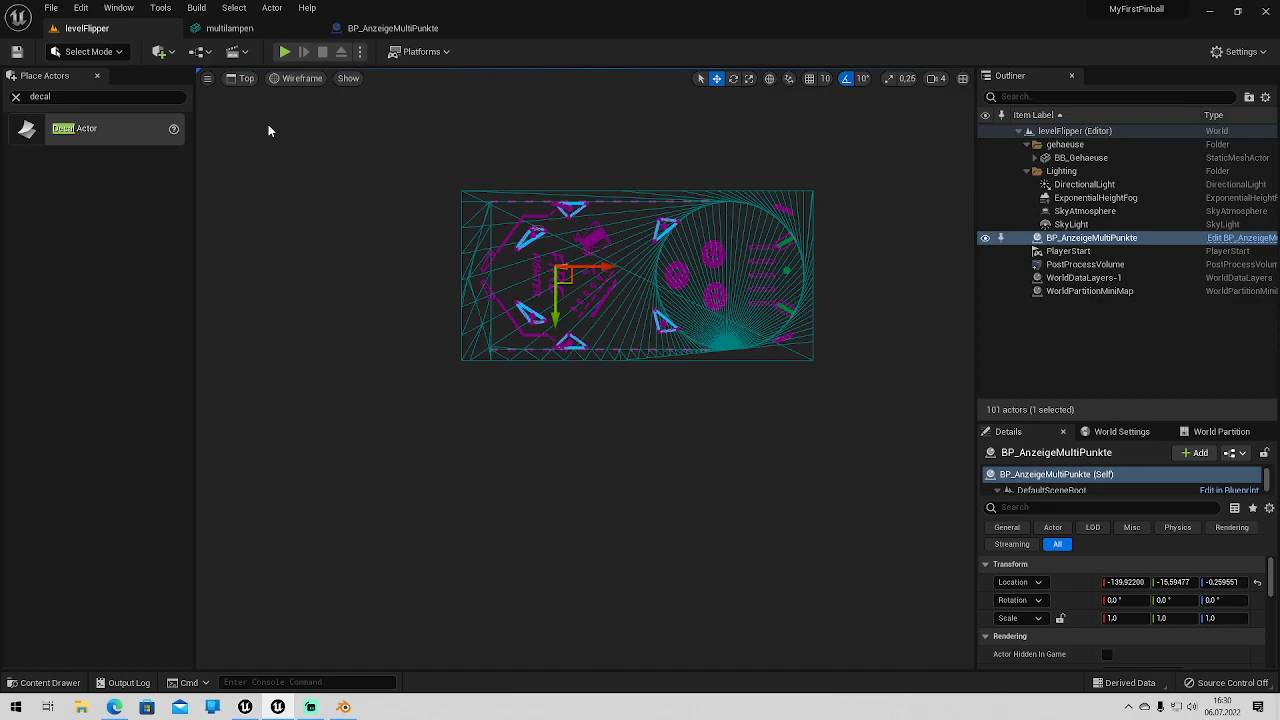 File Edit Window Tools Build Select Actor Help
MyFirstPinball
levelFlipper
multilampen
BP_AnzeigeMultiPunkte
Select Mode
Platforms
Settings
Place Actors
decal
Decal Actor
Top
Wireframe
Show
10
10°
0,25
4
Outliner
Search...
Item Label
Type
levelFlipper (Editor) World
gehaeuse Folder
BB_Gehaeuse StaticMeshActor
Lighting Folder
DirectionalLight DirectionalLight
ExponentialHeightFog ExponentialHeig
SkyAtmosphere SkyAtmosphere
SkyLight SkyLight
BP_AnzeigeMultiPunkte Edit BP_AnzeigeM
PlayerStart PlayerStart
PostProcessVolume PostProcessVolum
WorldDataLayers-1 WorldDataLayers
WorldPartitionMiniMap WorldPartitionMini
101 actors (1 selected)
Details
World Settings
World Partition
BP_AnzeigeMultiPunkte
Add
BP_AnzeigeMultiPunkte (Self)
DefaultSceneRoot Edit in Blueprint
Search
General Actor LOD Misc Physics Rendering
Streaming All
Transform
Location -139,92200 -15,59477 -0,259551
Rotation 0,0 ° 0,0 ° 0,0 °
Scale 1,0 1,0 1,0
Rendering
Actor Hidden In Game
Content Drawer
Output Log
Cmd
Enter Console Command
Derived Data
Source Control Off
16:30
06.07.2022